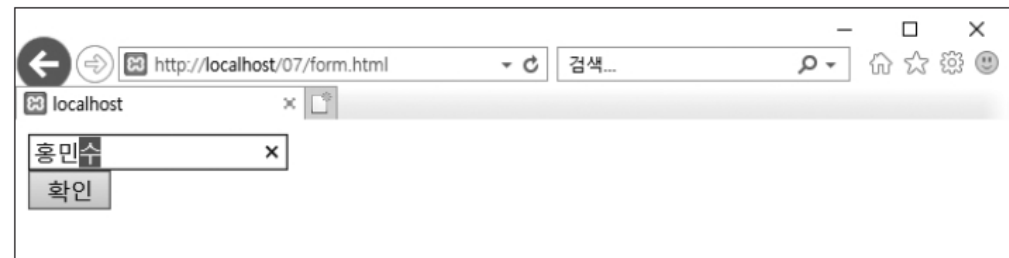 http://localhost/07/form.html 검색...
localhost
홍민수
확인